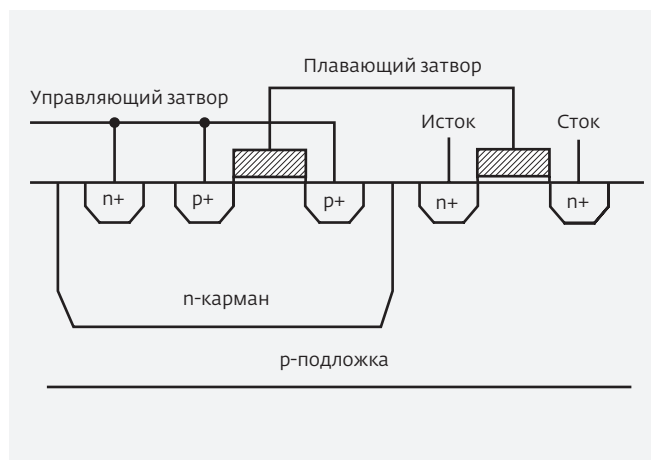 Плавающий затвор
Управляющий затвор
Исток
Сток
n+
p+
p+
n+
n+
n-карман
p-подложка